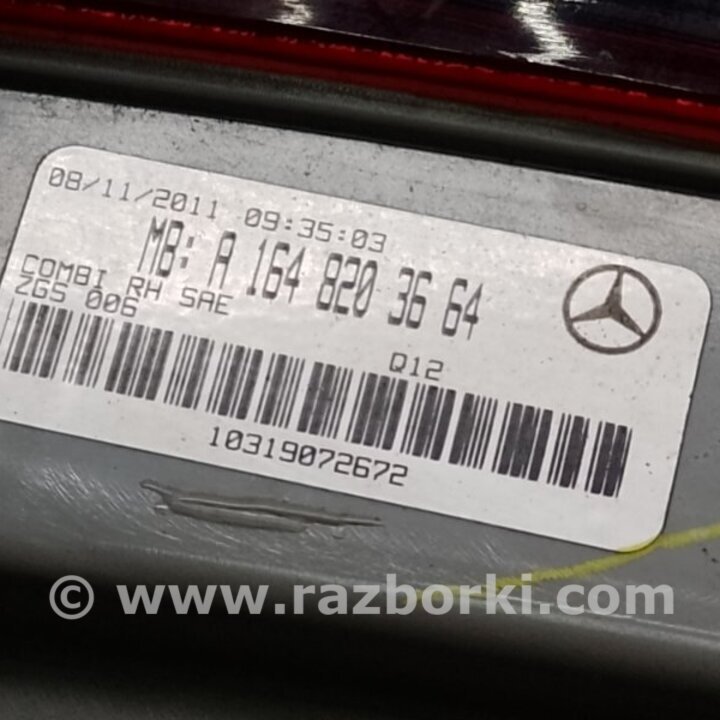 08/11/2011 09:35:03
MB: A 164 820 36 64
COMBI RH SAE
ZGS 006
Q12
10319072672
© www.razborki.com